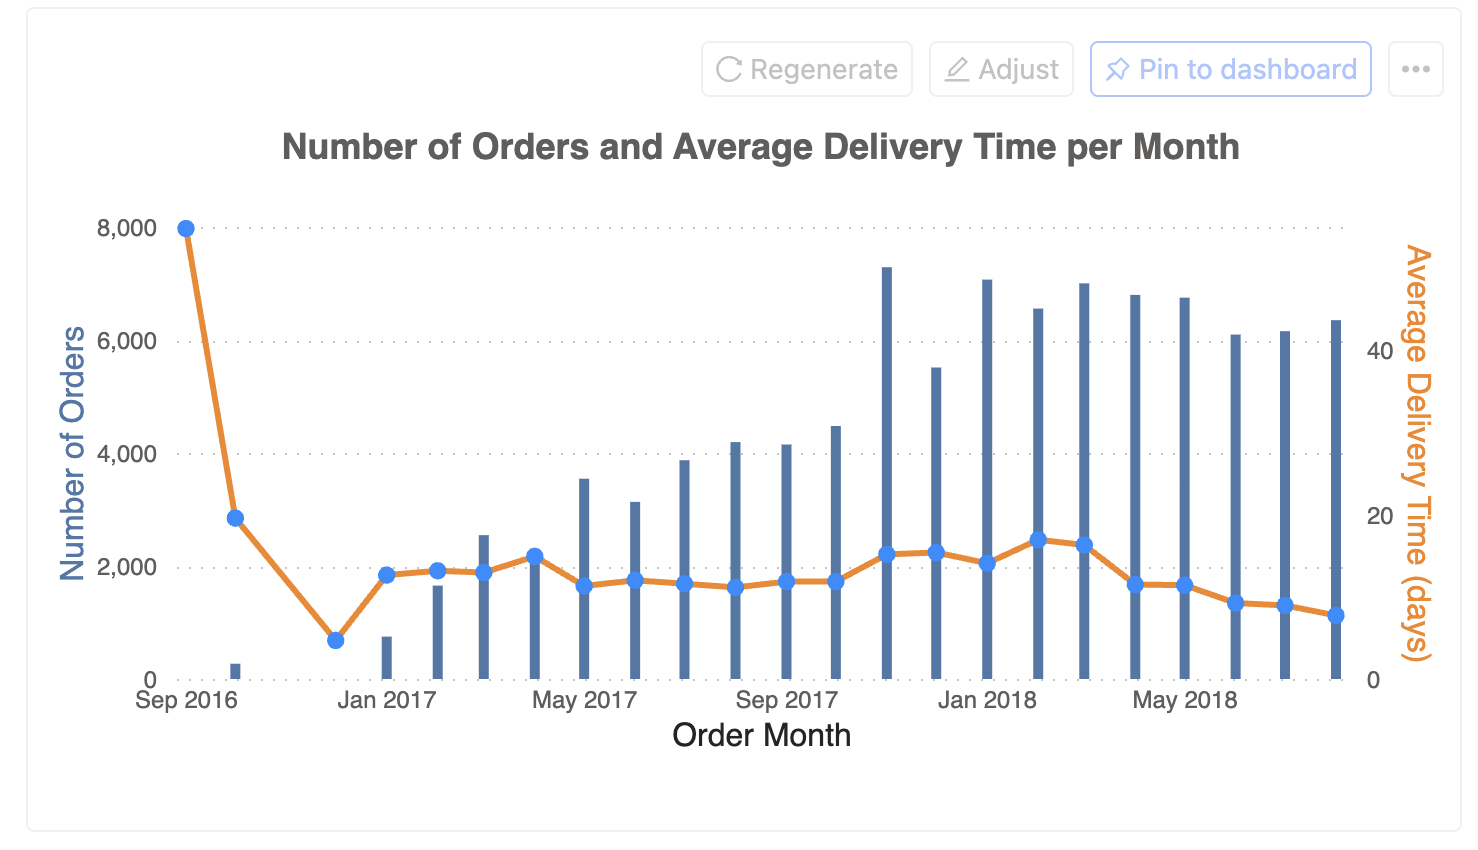 Regenerate Adjust Pin to dashboard
Number of Orders and Average Delivery Time per Month
Number of Orders
8,000
6,000
4,000
2,000
0
40
20
0
Average Delivery Time (days)
Sep 2016 Jan 2017 May 2017 Sep 2017 Jan 2018 May 2018
Order Month